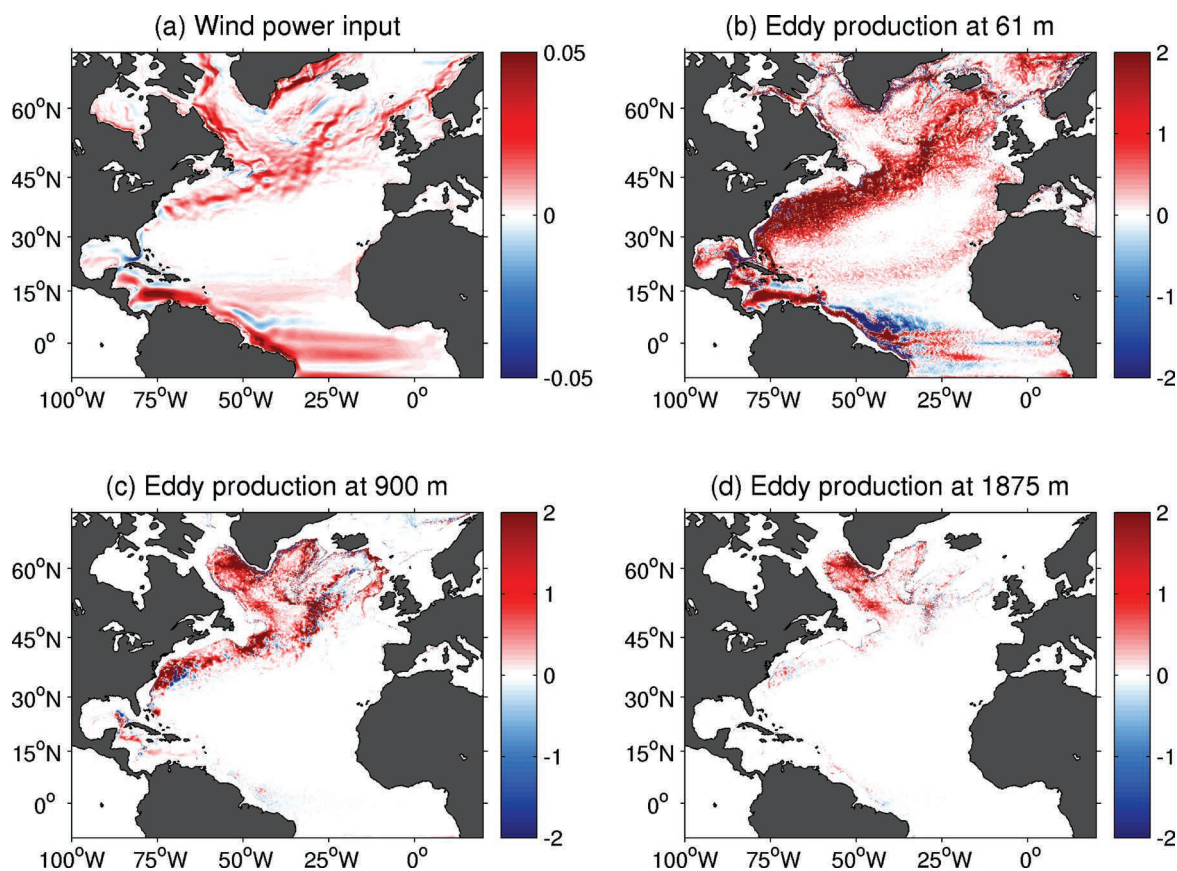 (a) Wind power input
60°N
45°N
30°N
15°N
0°
100°W 75°W 50°W 25°W 0°
0.05
0
-0.05
(b) Eddy production at 61 m
60°N
45°N
30°N
15°N
0°
100°W 75°W 50°W 25°W 0°
2
1
0
-1
-2
(c) Eddy production at 900 m
60°N
45°N
30°N
15°N
0°
100°W 75°W 50°W 25°W 0°
2
1
0
-1
-2
(d) Eddy production at 1875 m
60°N
45°N
30°N
15°N
0°
100°W 75°W 50°W 25°W 0°
2
1
0
-1
-2